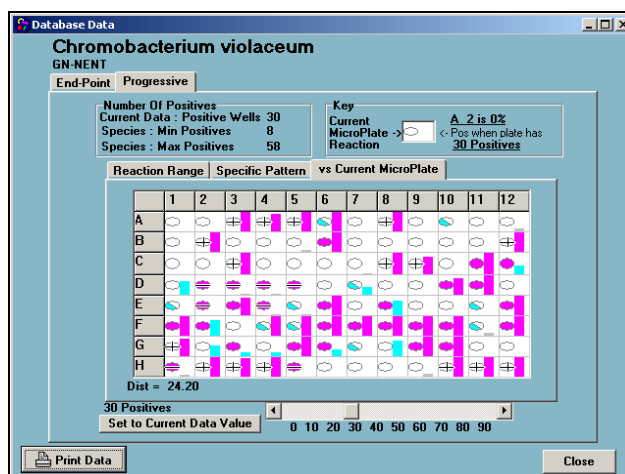 Database Data
Chromobacterium violaceum
GN-NENT
End-Point Progressive
Number Of Positives
Current Data : Positive Wells 30
Species : Min Positives 8
Species : Max Positives 58
Key
Current
MicroPlate ->
Reaction
A 2 is 0%
<- Pos when plate has
30 Positives
Reaction Range Specific Pattern vs Current MicroPlate
1 2 3 4 5 6 7 8 9 10 11 12
A
B
C
D
E
F
G
H
Dist = 24.20
30 Positives
Set to Current Data Value
0 10 20 30 40 50 60 70 80 90
Print Data
Close